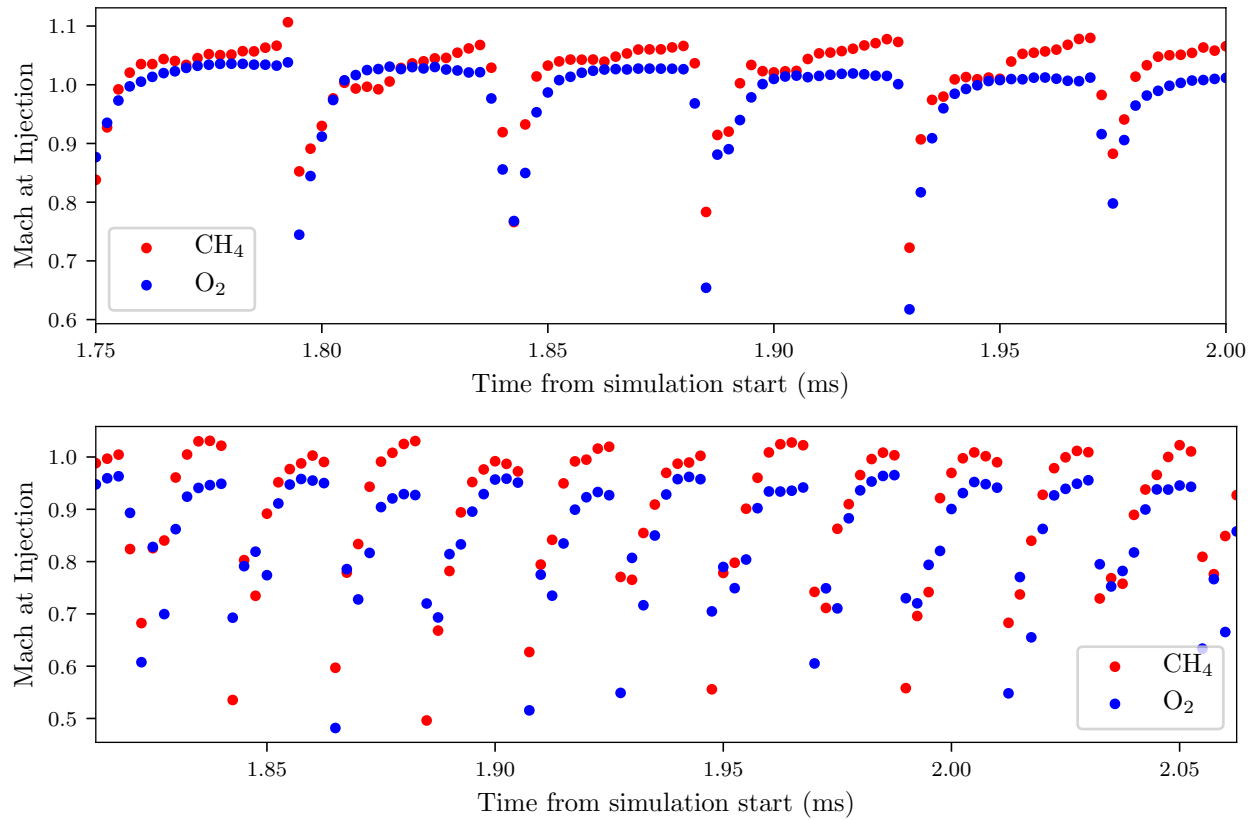 1.1
1.0
0.9
0.8
0.7
0.6
Mach at Injection
CH₄
O₂
1.75
1.80
1.85
1.90
1.95
2.00
Time from simulation start (ms)
1.0
0.9
0.8
0.7
0.6
0.5
Mach at Injection
CH₄
O₂
1.85
1.90
1.95
2.00
2.05
Time from simulation start (ms)